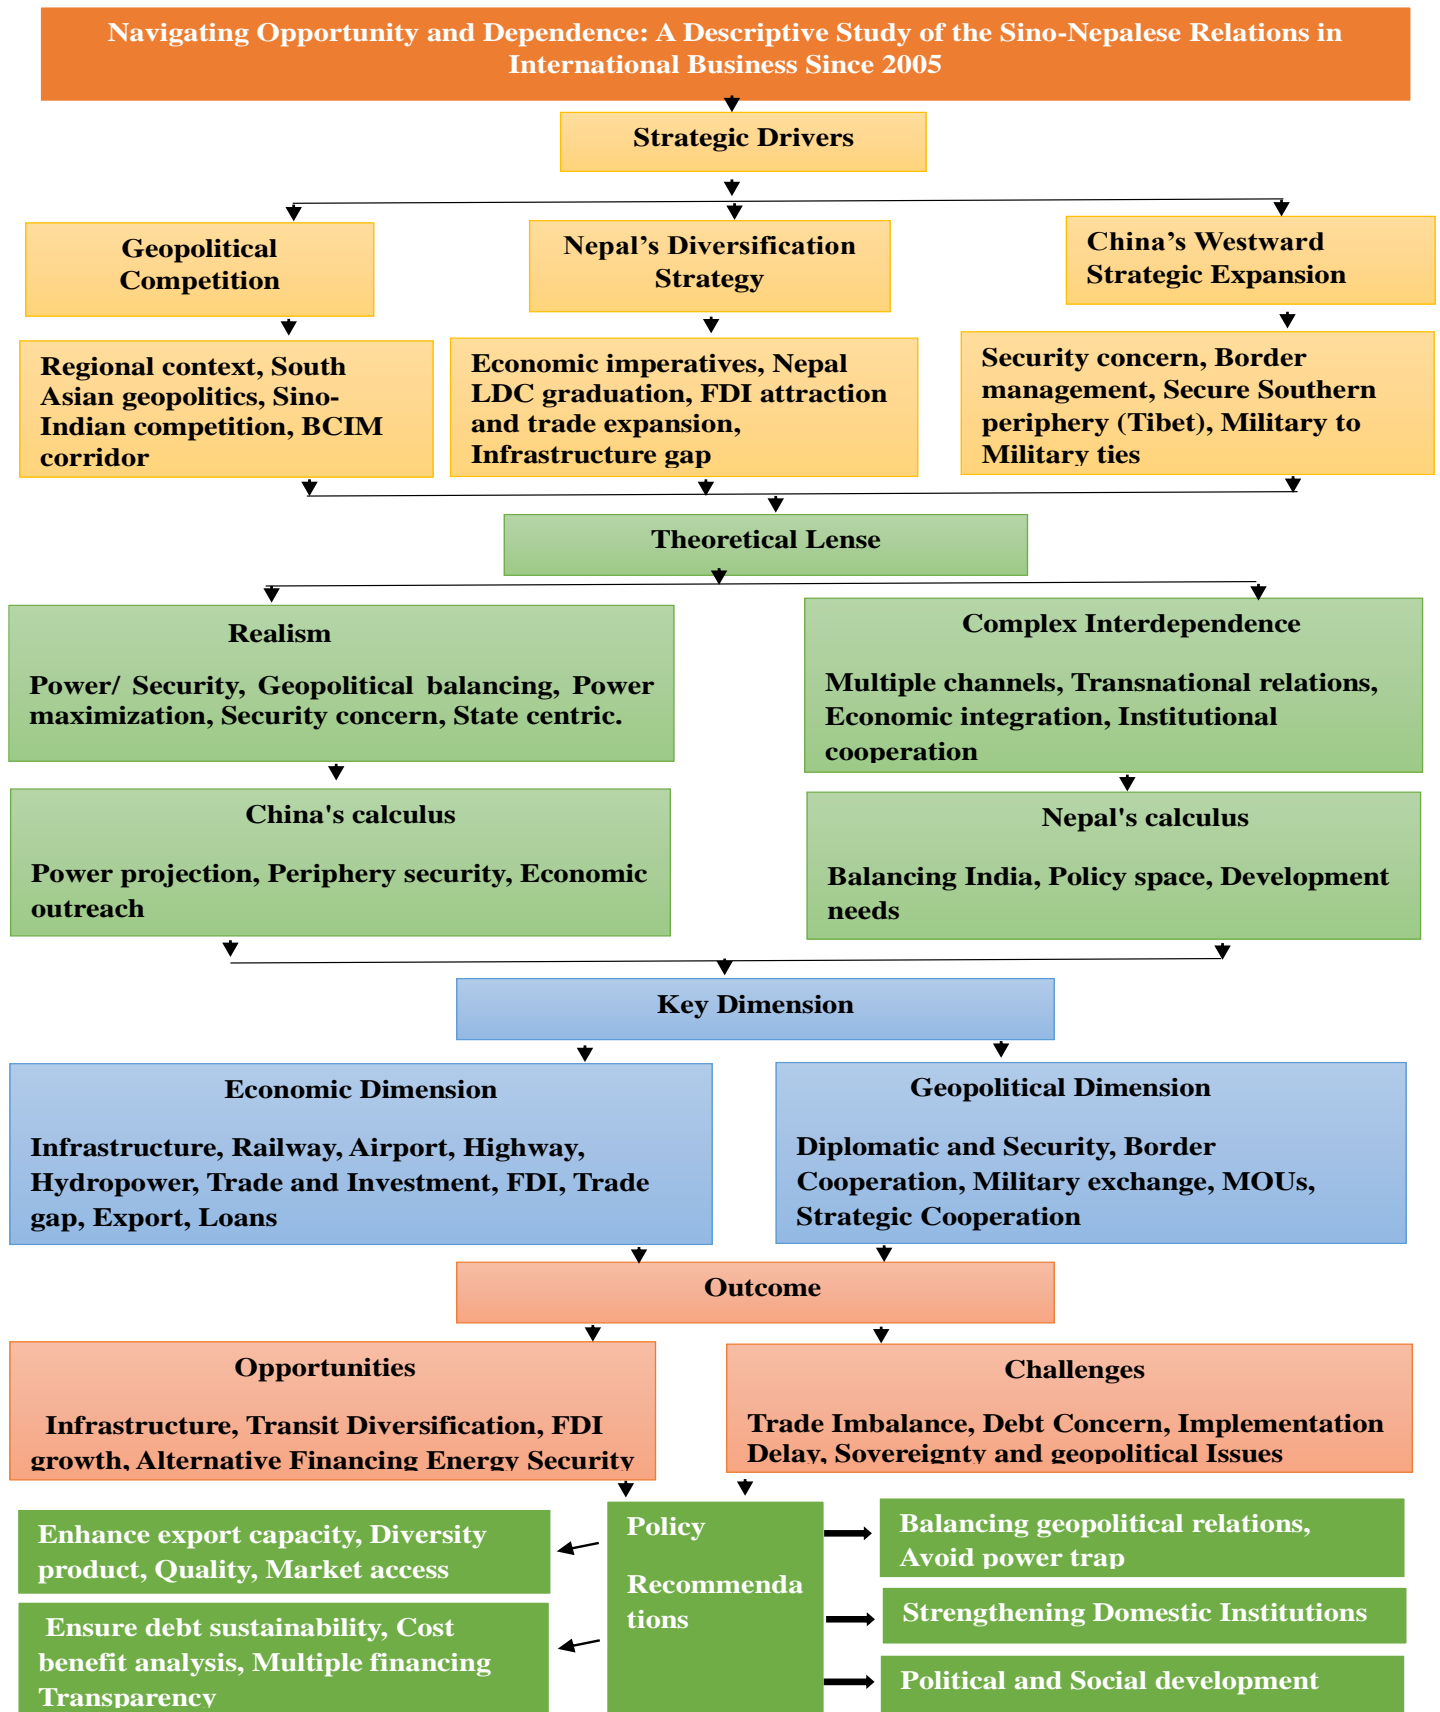 Navigating Opportunity and Dependence: A Descriptive Study of the Sino-Nepalese Relations in
International Business Since 2005
Strategic Drivers
Geopolitical
Competition
Nepal’s Diversification
Strategy
China’s Westward
Strategic Expansion
Regional context, South
Asian geopolitics, Sino-
Indian competition, BCIM
corridor
Economic imperatives, Nepal
LDC graduation, FDI attraction
and trade expansion,
Infrastructure gap
Security concern, Border
management, Secure Southern
periphery (Tibet), Military to
Military ties
Theoretical Lense
Realism
Power/ Security, Geopolitical balancing, Power
maximization, Security concern, State centric.
Complex Interdependence
Multiple channels, Transnational relations,
Economic integration, Institutional
cooperation
China's calculus
Power projection, Periphery security, Economic
outreach
Nepal's calculus
Balancing India, Policy space, Development
needs
Key Dimension
Economic Dimension
Infrastructure, Railway, Airport, Highway,
Hydropower, Trade and Investment, FDI, Trade
gap, Export, Loans
Geopolitical Dimension
Diplomatic and Security, Border
Cooperation, Military exchange, MOUs,
Strategic Cooperation
Outcome
Opportunities
Infrastructure, Transit Diversification, FDI
growth, Alternative Financing Energy Security
Challenges
Trade Imbalance, Debt Concern, Implementation
Delay, Sovereignty and geopolitical Issues
Enhance export capacity, Diversity
product, Quality, Market access
Ensure debt sustainability, Cost
benefit analysis, Multiple financing
Transparency
Policy
Recommenda
tions
Balancing geopolitical relations,
Avoid power trap
Strengthening Domestic Institutions
Political and Social development